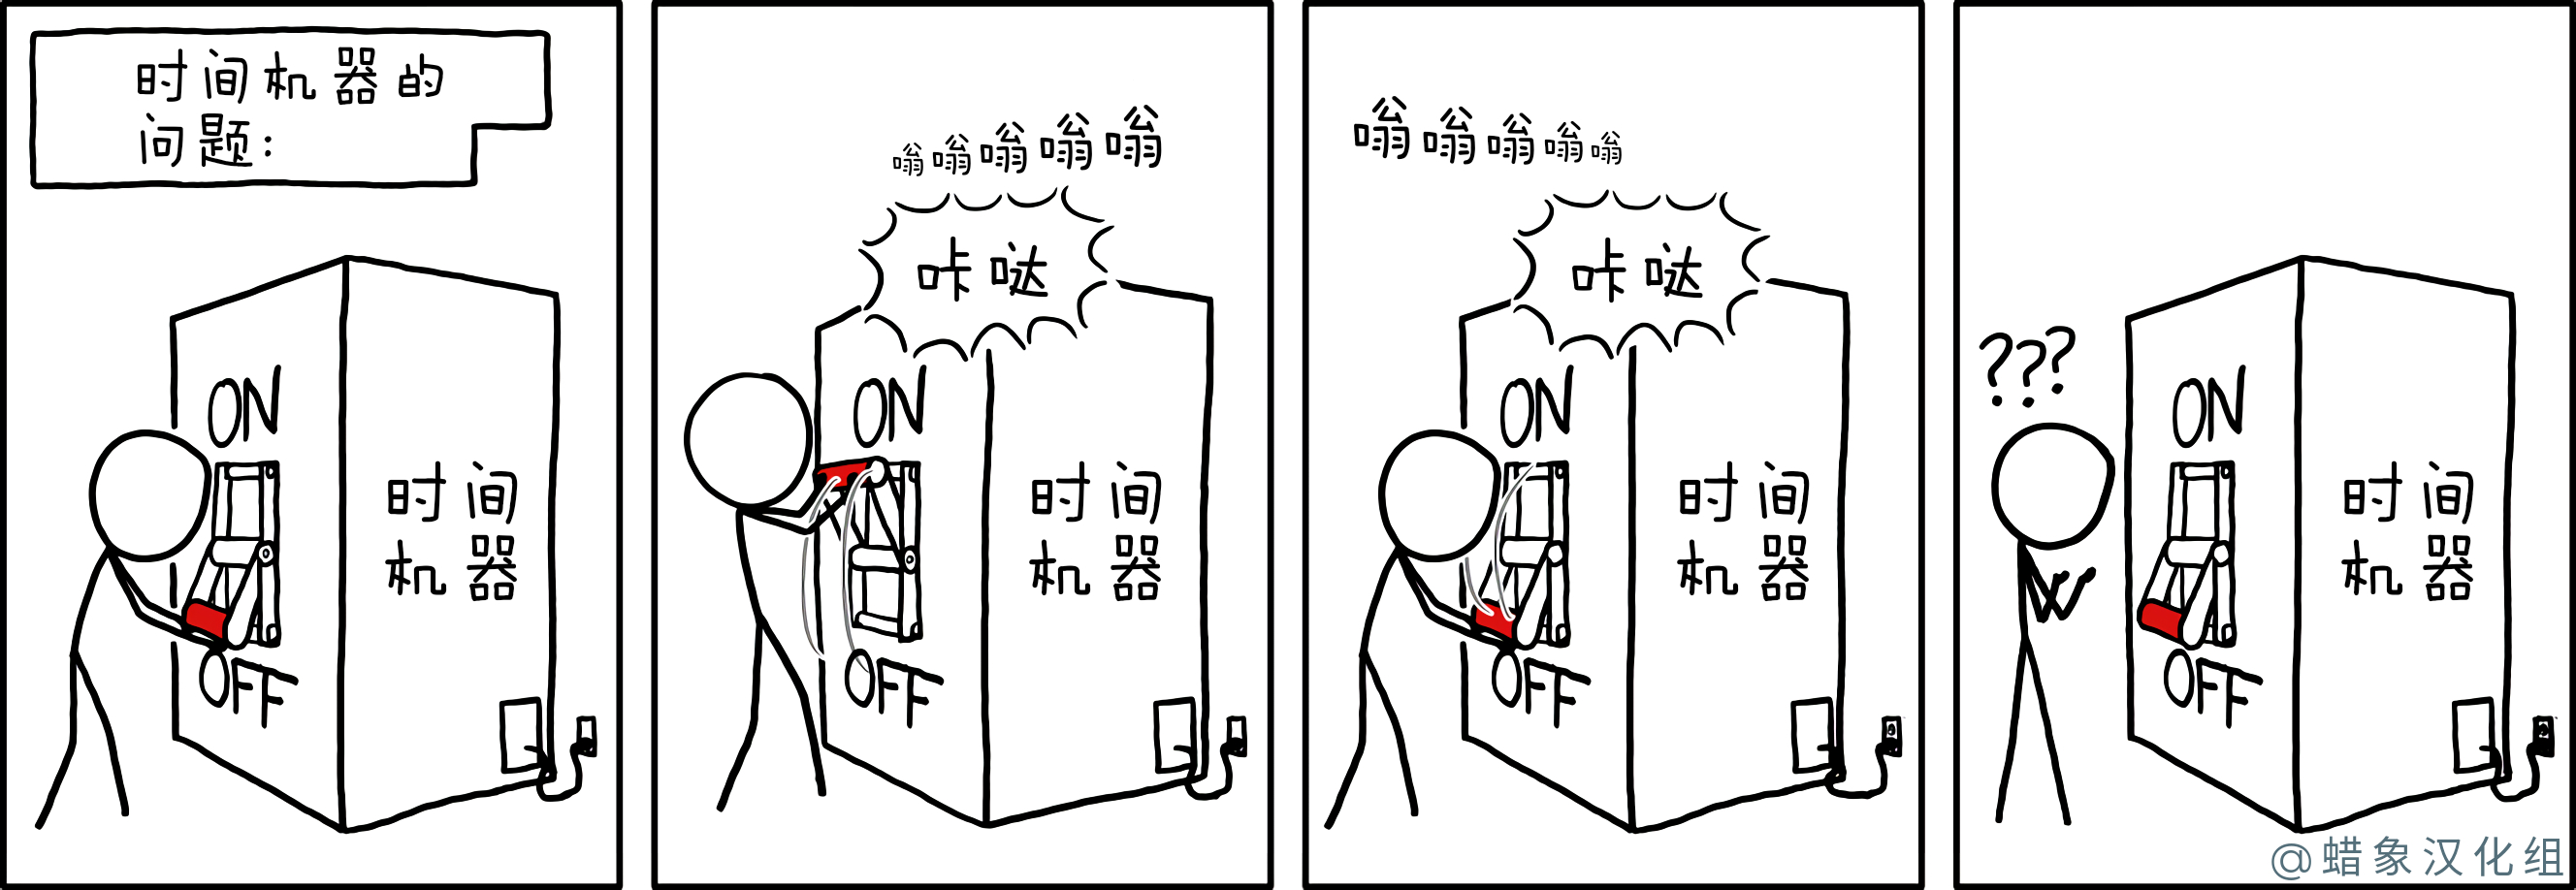 时间机器的
问题：
ON
OFF
时间
机器
嗡嗡嗡嗡嗡
咔哒
ON
OFF
时间
机器
嗡嗡嗡嗡嗡
咔哒
ON
OFF
时间
机器
???
ON
OFF
时间
机器
@蜡象汉化组